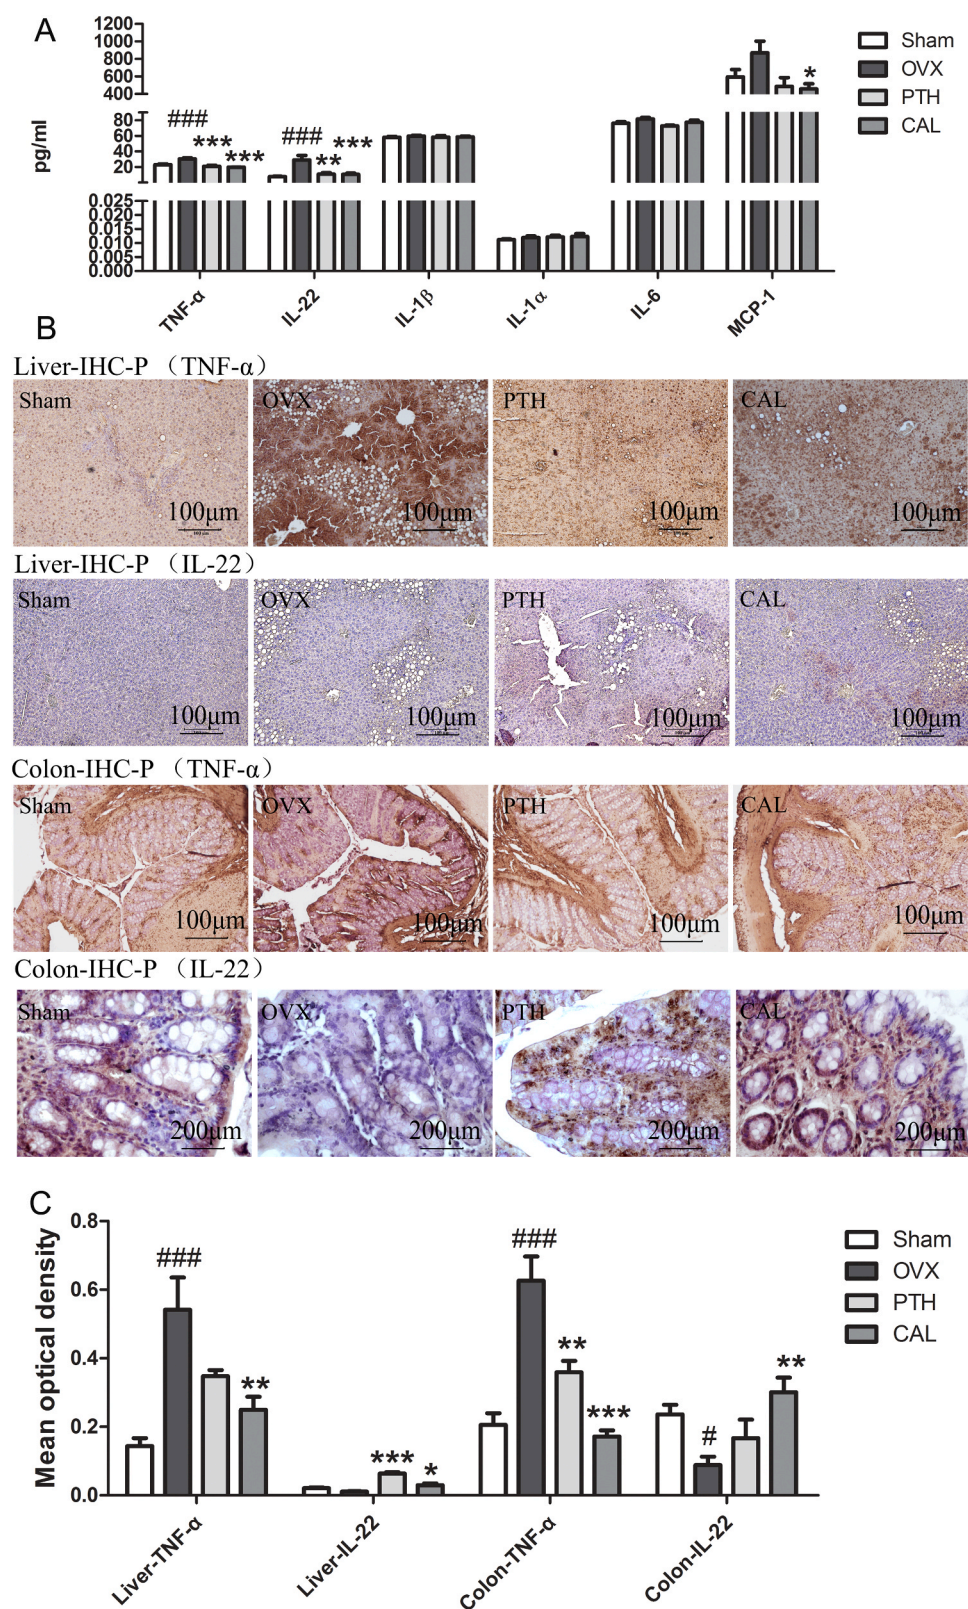 A
1200
1000
800
600
400
80
60
40
20
0.025
0.020
0.015
0.010
0.005
0.000
pg/ml
###
***
***
###
**
***
*
Sham
OVX
PTH
CAL
TNF-α
IL-22
IL-1β
IL-1α
IL-6
MCP-1
B
Liver-IHC-P （TNF-α）
Sham
OVX
PTH
CAL
100μm
100μm
100μm
100μm
Liver-IHC-P （IL-22）
Sham
OVX
PTH
CAL
100μm
100μm
100μm
100μm
Colon-IHC-P （TNF-α）
Sham
OVX
PTH
CAL
100μm
100μm
100μm
100μm
Colon-IHC-P （IL-22）
Sham
OVX
PTH
CAL
200μm
200μm
200μm
200μm
C
Mean optical density
0.8
0.6
0.4
0.2
0.0
###
**
***
*
###
**
***
#
**
Sham
OVX
PTH
CAL
Liver-TNF-α
Liver-IL-22
Colon-TNF-α
Colon-IL-22